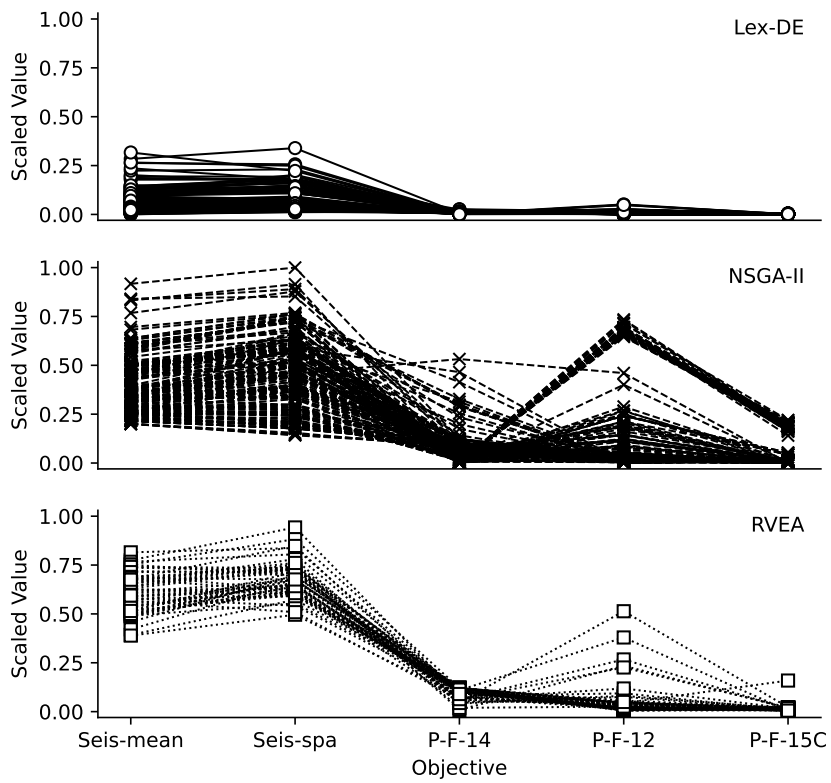 Lex-DE
Scaled Value
1.00
0.75
0.50
0.25
0.00
NSGA-II
Scaled Value
1.00
0.75
0.50
0.25
0.00
RVEA
Scaled Value
1.00
0.75
0.50
0.25
0.00
Seis-mean Seis-spa P-F-14 P-F-12 P-F-15C
Objective